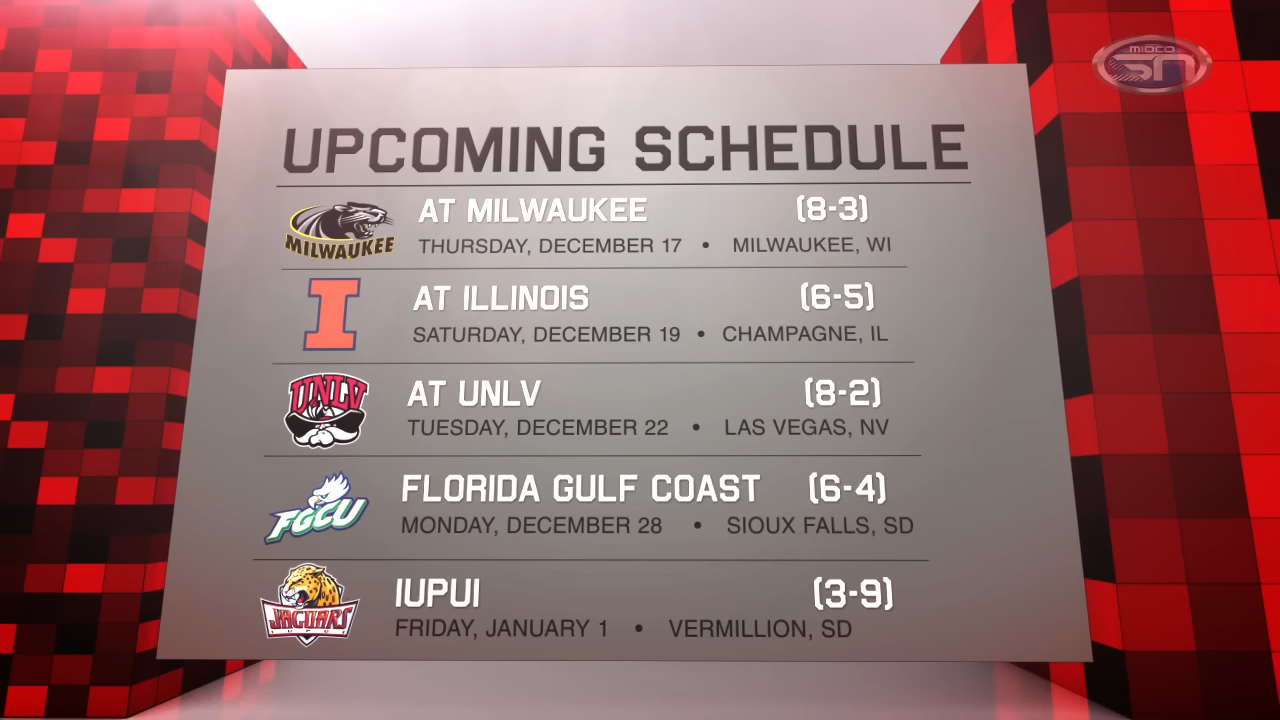 MIDCO
SN
UPCOMING SCHEDULE
MILWAUKEE
AT MILWAUKEE (8-3)
THURSDAY, DECEMBER 17 • MILWAUKEE, WI
I
AT ILLINOIS (6-5)
SATURDAY, DECEMBER 19 • CHAMPAGNE, IL
UNLV
AT UNLV (8-2)
TUESDAY, DECEMBER 22 • LAS VEGAS, NV
FGCU
FLORIDA GULF COAST (6-4)
MONDAY, DECEMBER 28 • SIOUX FALLS, SD
JAGUARS
IUPUI
IUPUI (3-9)
FRIDAY, JANUARY 1 • VERMILLION, SD